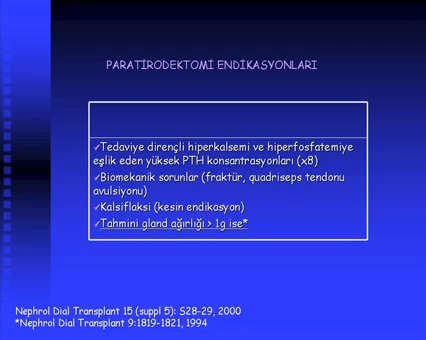 PARATİRODEKTOMİ ENDİKASYONLARI
✓Tedaviye dirençli hiperkalsemi ve hiperfosfatemiye
eşlik eden yüksek PTH konsantrasyonları (x8)
✓Biomekanik sorunlar (fraktür, quadriseps tendonu
avulsiyonu)
✓Kalsiflaksi (kesin endikasyon)
✓Tahmini gland ağırlığı > 1g ise*
Nephrol Dial Transplant 15 (suppl 5): S28-29, 2000
*Nephrol Dial Transplant 9:1819-1821, 1994